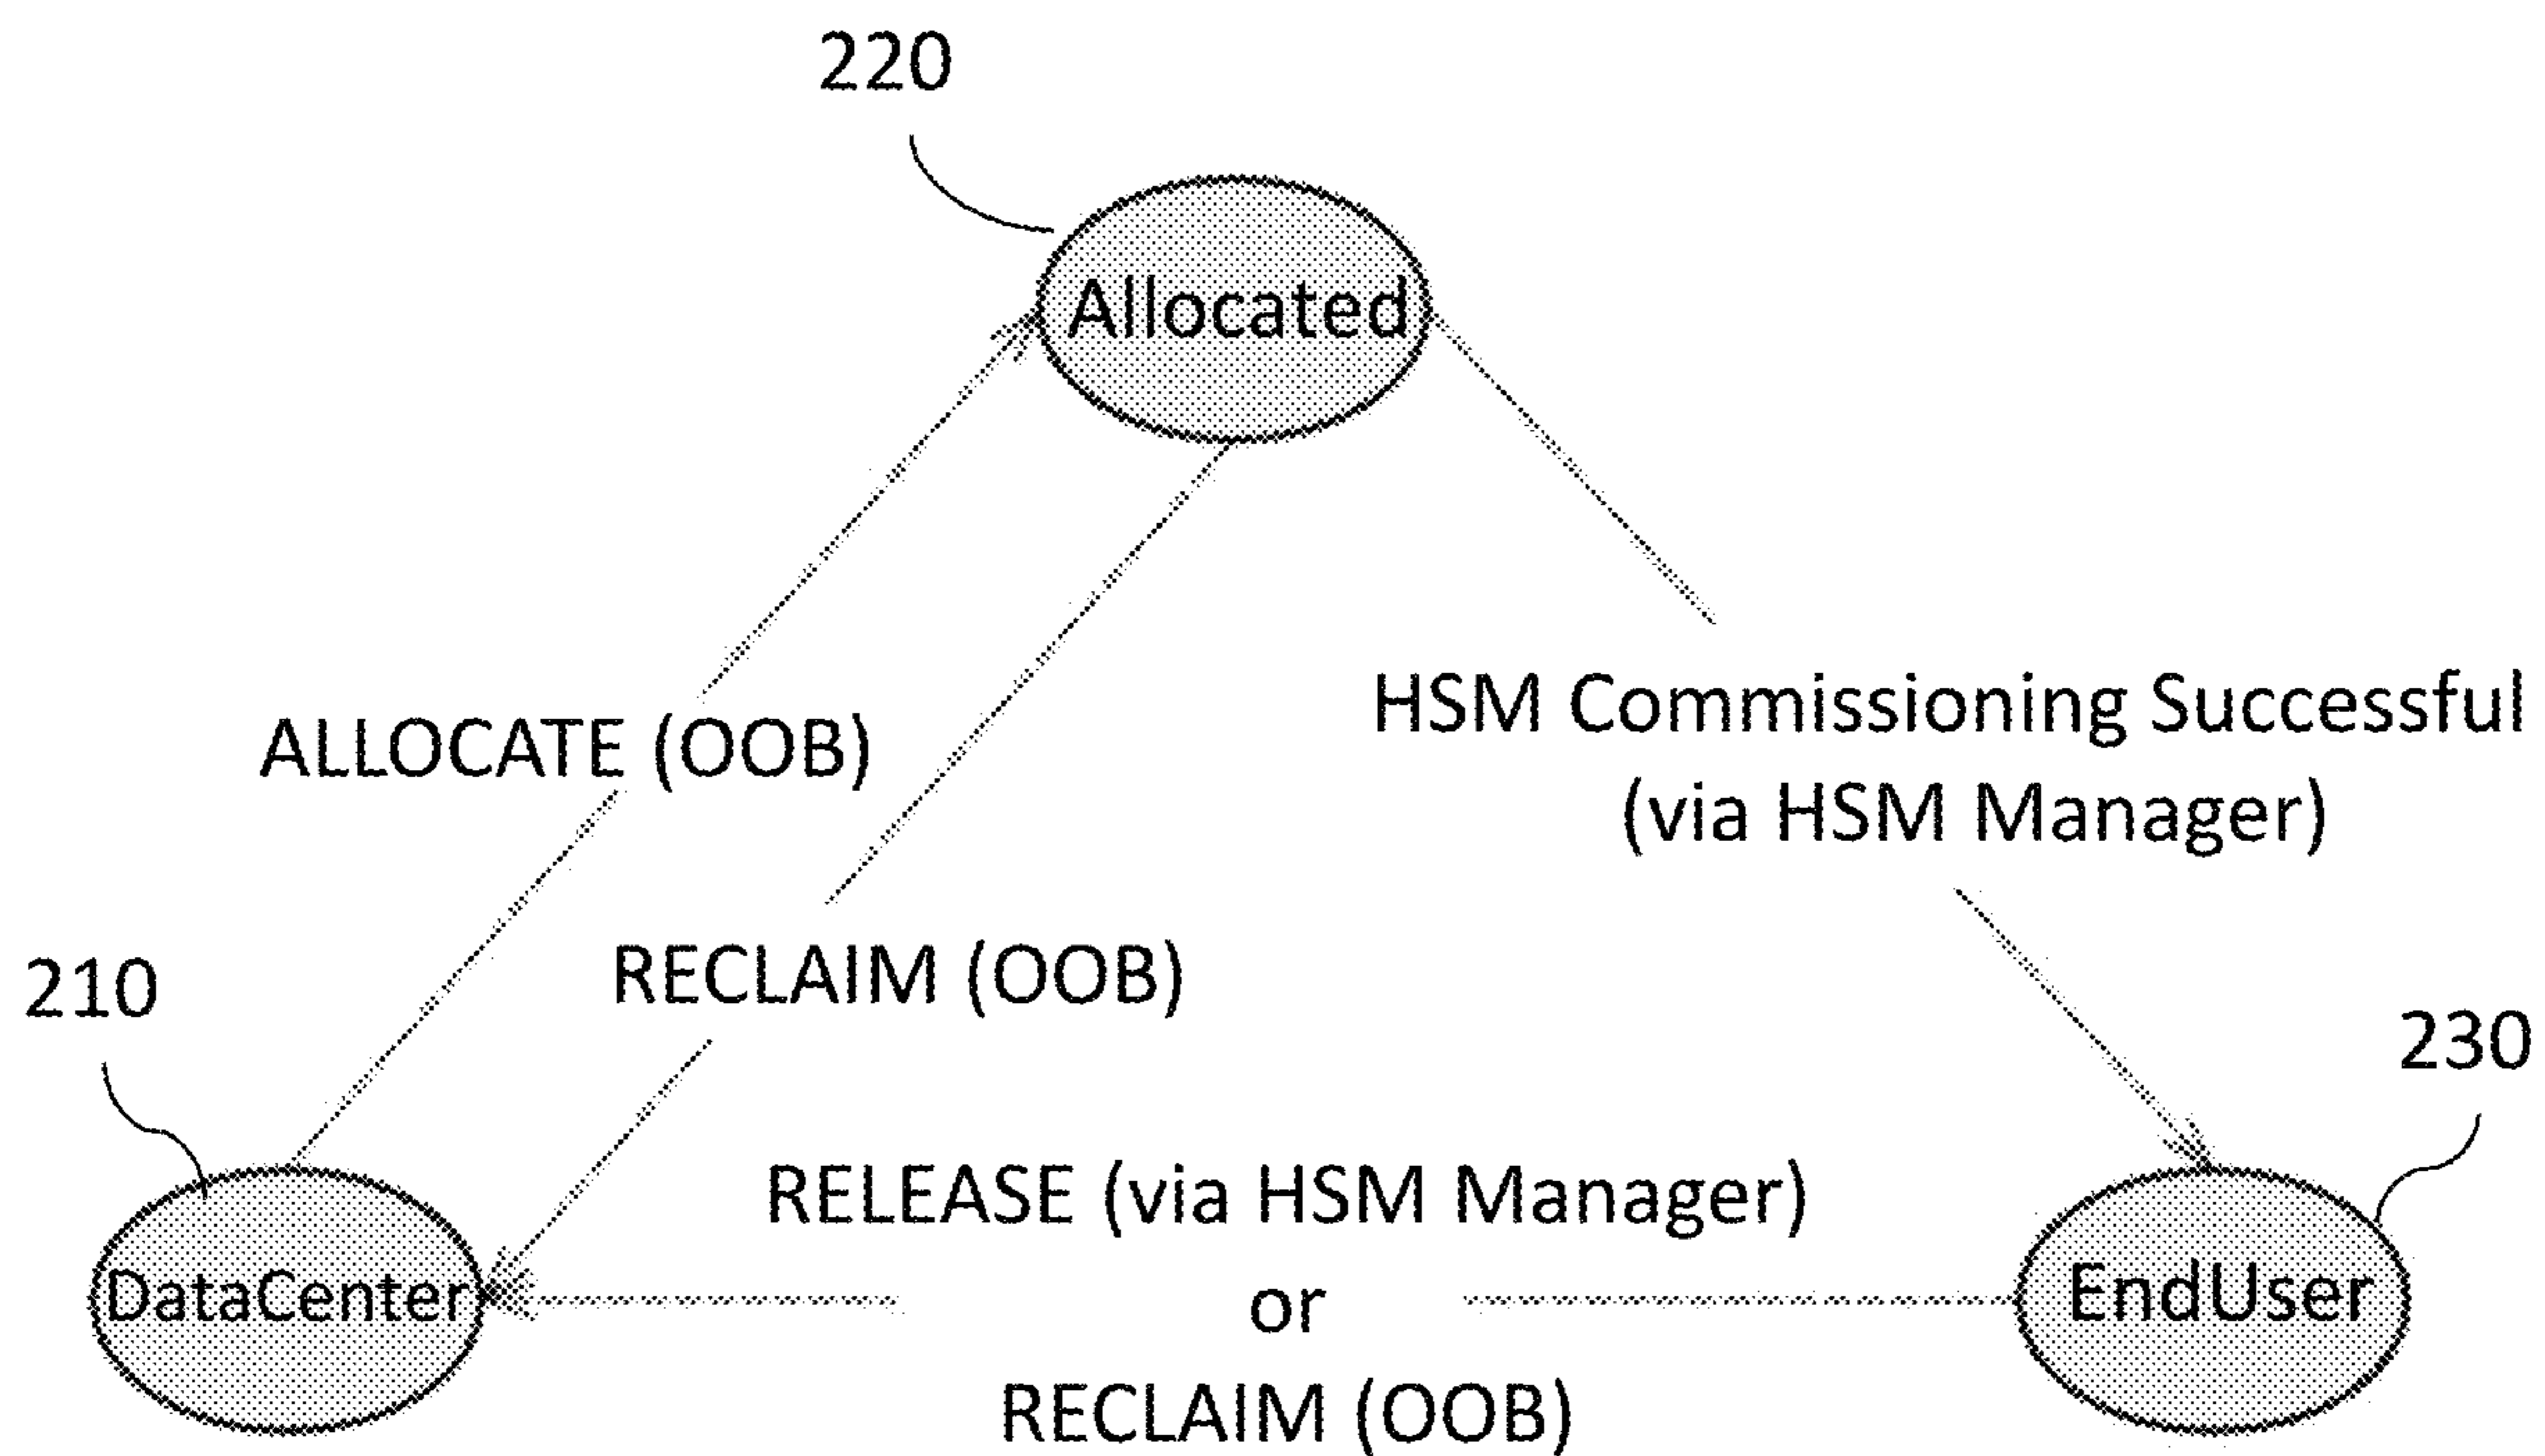 220
Allocated
HSM Commissioning Successful
(via HSM Manager)
ALLOCATE (OOB)
RECLAIM (OOB)
210
230
RELEASE (via HSM Manager)
or
RECLAIM (OOB)
DataCenter
EndUser